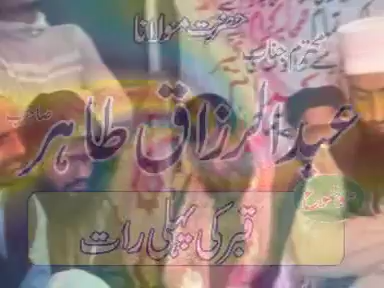 حضرت مولانا
محترم جناب
عبدالرزاق طاہر
صاحب
موضوع
قبر کی پہلی رات